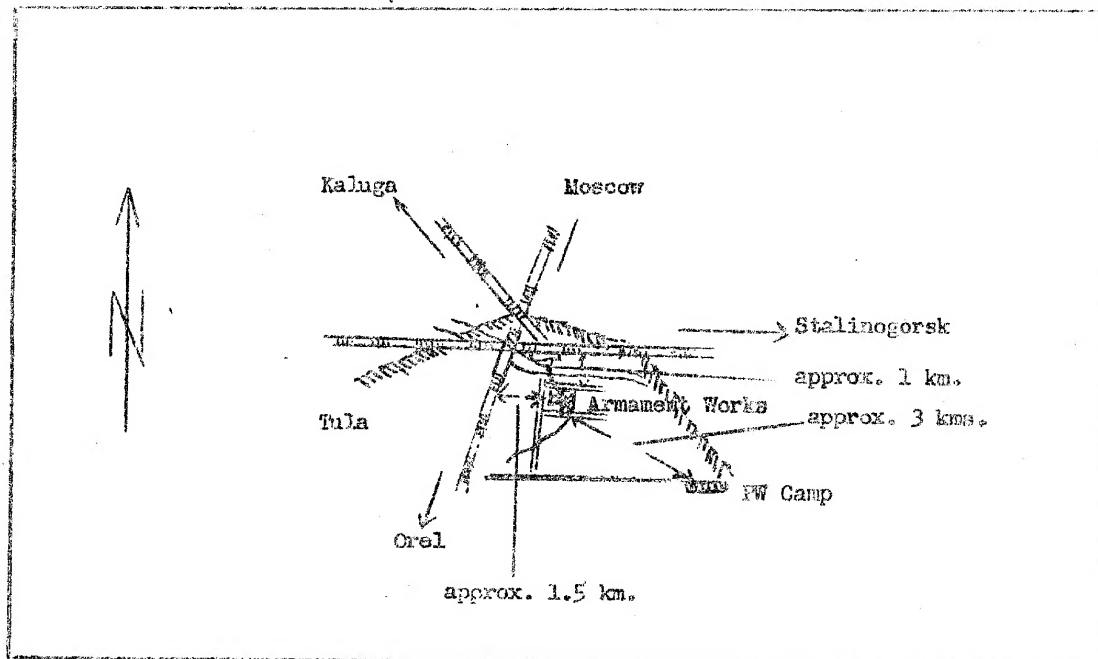 Kaluga
Moscow
N
Stalinogorsk
approx. 1 km.
Armament Works
Tula
approx. 3 kms.
PW Camp
Orel
approx. 1.5 km.